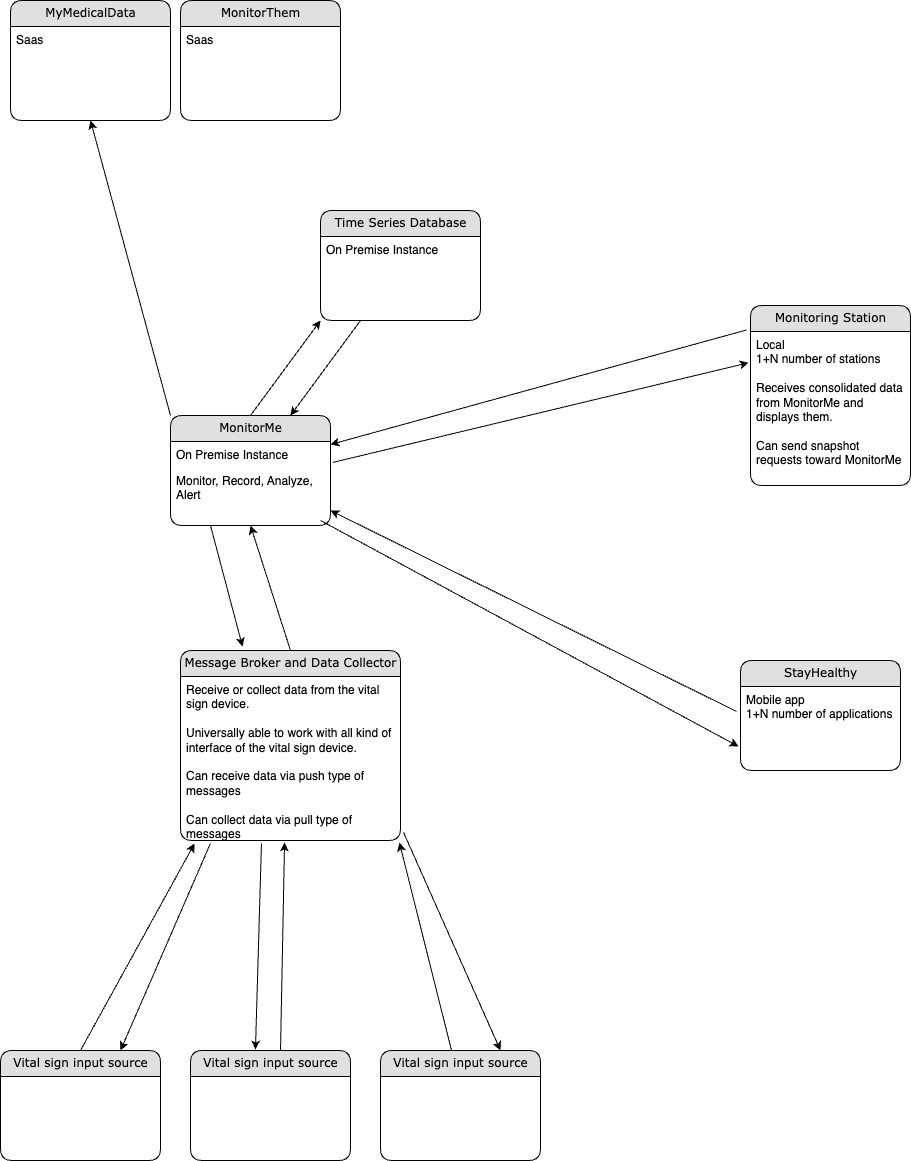 MyMedicalData
Saas
MonitorThem
Saas
Time Series Database
On Premise Instance
Monitoring Station
Local
1+N number of stations
Receives consolidated data
from MonitorMe and
displays them.
Can send snapshot
requests toward MonitorMe
MonitorMe
On Premise Instance
Monitor, Record, Analyze,
Alert
Message Broker and Data Collector
Receive or collect data from the vital
sign device.
Universally able to work with all kind of
interface of the vital sign device.
Can receive data via push type of
messages
Can collect data via pull type of
messages
StayHealthy
Mobile app
1+N number of applications
Vital sign input source
Vital sign input source
Vital sign input source